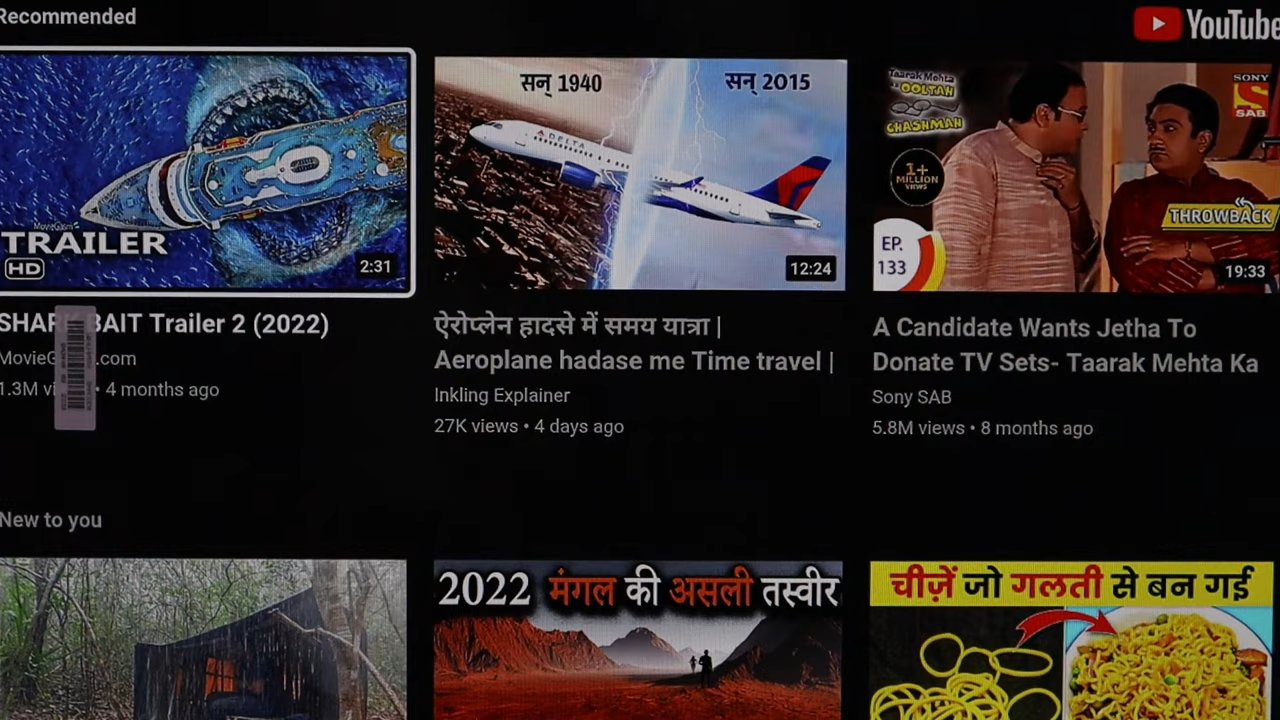 Recommended
YouTube
TRAILER
HD
2:31
सन् 1940
सन् 2015
DELTA
12:24
Taarak Mehta
OOLTAH
CHASHMAH
1+
MILLION
VIEWS
EP.
133
SONY
SAB
THROWBACK
19:33
BAIT Trailer 2 (2022)
.com
1.3M • 4 months ago
ऐरोप्लेन हादसे में समय यात्रा |
Aeroplane hadase me Time travel |
Inkling Explainer
27K views • 4 days ago
A Candidate Wants Jetha To
Donate TV Sets- Taarak Mehta Ka
Sony SAB
5.8M views • 8 months ago
New to you
2022 मंगल की असली तस्वीर
चीज़ें जो गलती से बन गई